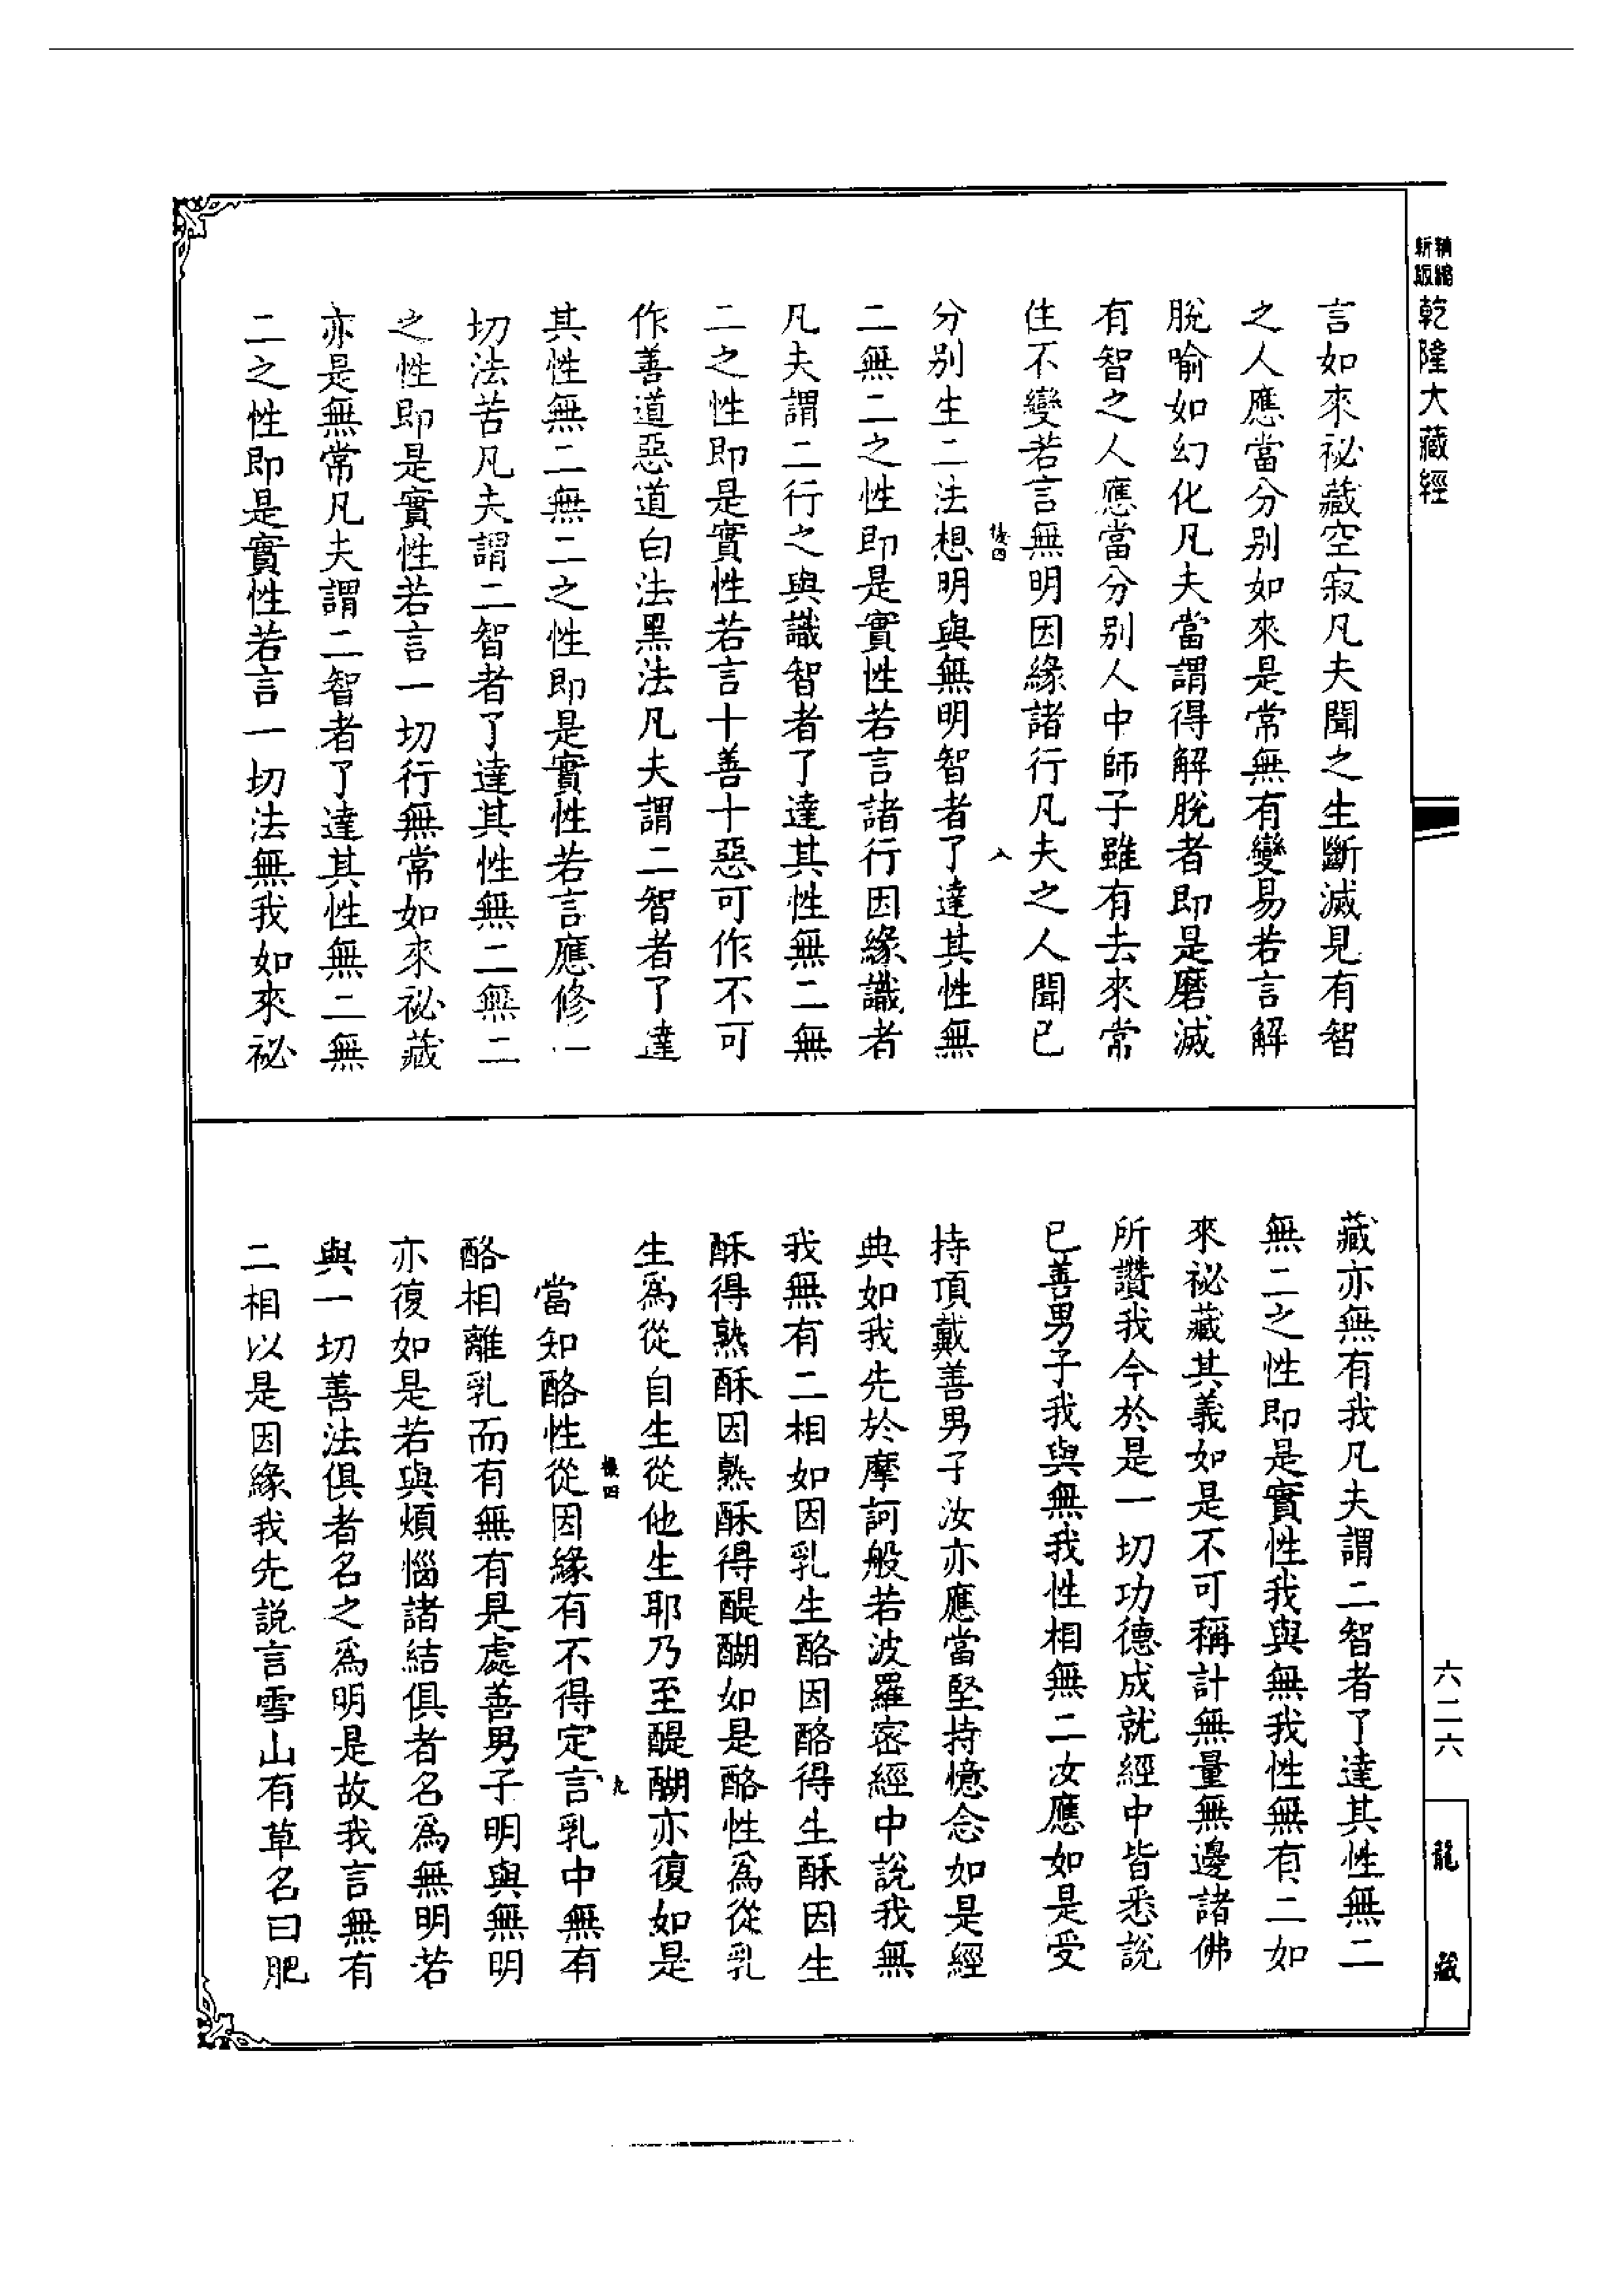 精縮
新版
乾隆大藏經
言如來祕藏空寂凡夫聞之生斷滅見有智
之人應當分別如來是常無有變易若言解
脫喻如幻化凡夫當謂得解脫者即是磨滅
有智之人應當分別人中師子雖有去來常
住不變若言無明因緣諸行凡夫之人聞已
分別生二法想明與無明智者了達其性無
二無二之性即是實性若言諸行因緣識者
凡夫謂二行之與識智者了達其性無二無
二之性即是實性若言十善十惡可作不可
作善道惡道白法黑法凡夫謂二智者了達
其性無二無二之性即是實性若言應修一
切法苦凡夫謂二智者了達其性無二無二
之性即是實性若言一切行無常如來祕藏
亦是無常凡夫謂二智者了達其性無二無
二之性即是實性若言一切法無我如來祕
藏亦無有我凡夫謂二智者了達其性無二
無二之性即是實性我與無我性無有二如
來祕藏其義如是不可稱計無量無邊諸佛
所讚我今於是一切功德成就經中皆悉說
已善男子我與無我性相無二汝應如是受
持頂戴善男子汝亦應當堅持憶念如是經
典如我先於摩訶般若波羅密經中說我無
我無有二相如因乳生酪因酪得生酥因生
酥得熟酥因熟酥得醍醐如是酪性為從乳
生為從自生從他生耶乃至醍醐亦復如是
當知酪性從因緣有不得定言乳中無有
酪相離乳而有無有是處善男子明與無明
亦復如是若與煩惱諸結俱者名為無明若
與一切善法俱者名之為明是故我言無有
二相以是因緣我先說言雪山有草名曰肥
八
九
六二六
龍藏